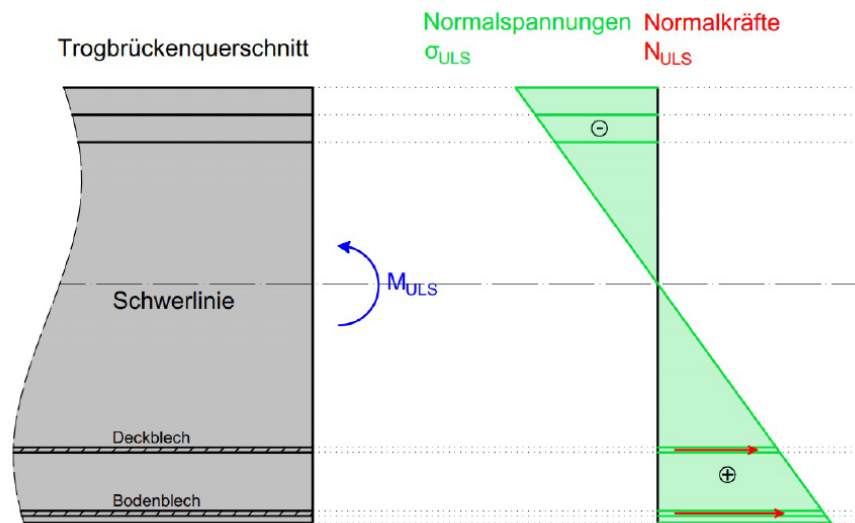 Trogbrückenquerschnitt
Normalspannungen
σULS
Normalkräfte
NULS
⊖
MULS
Schwerlinie
Deckblech
⊕
Bodenblech